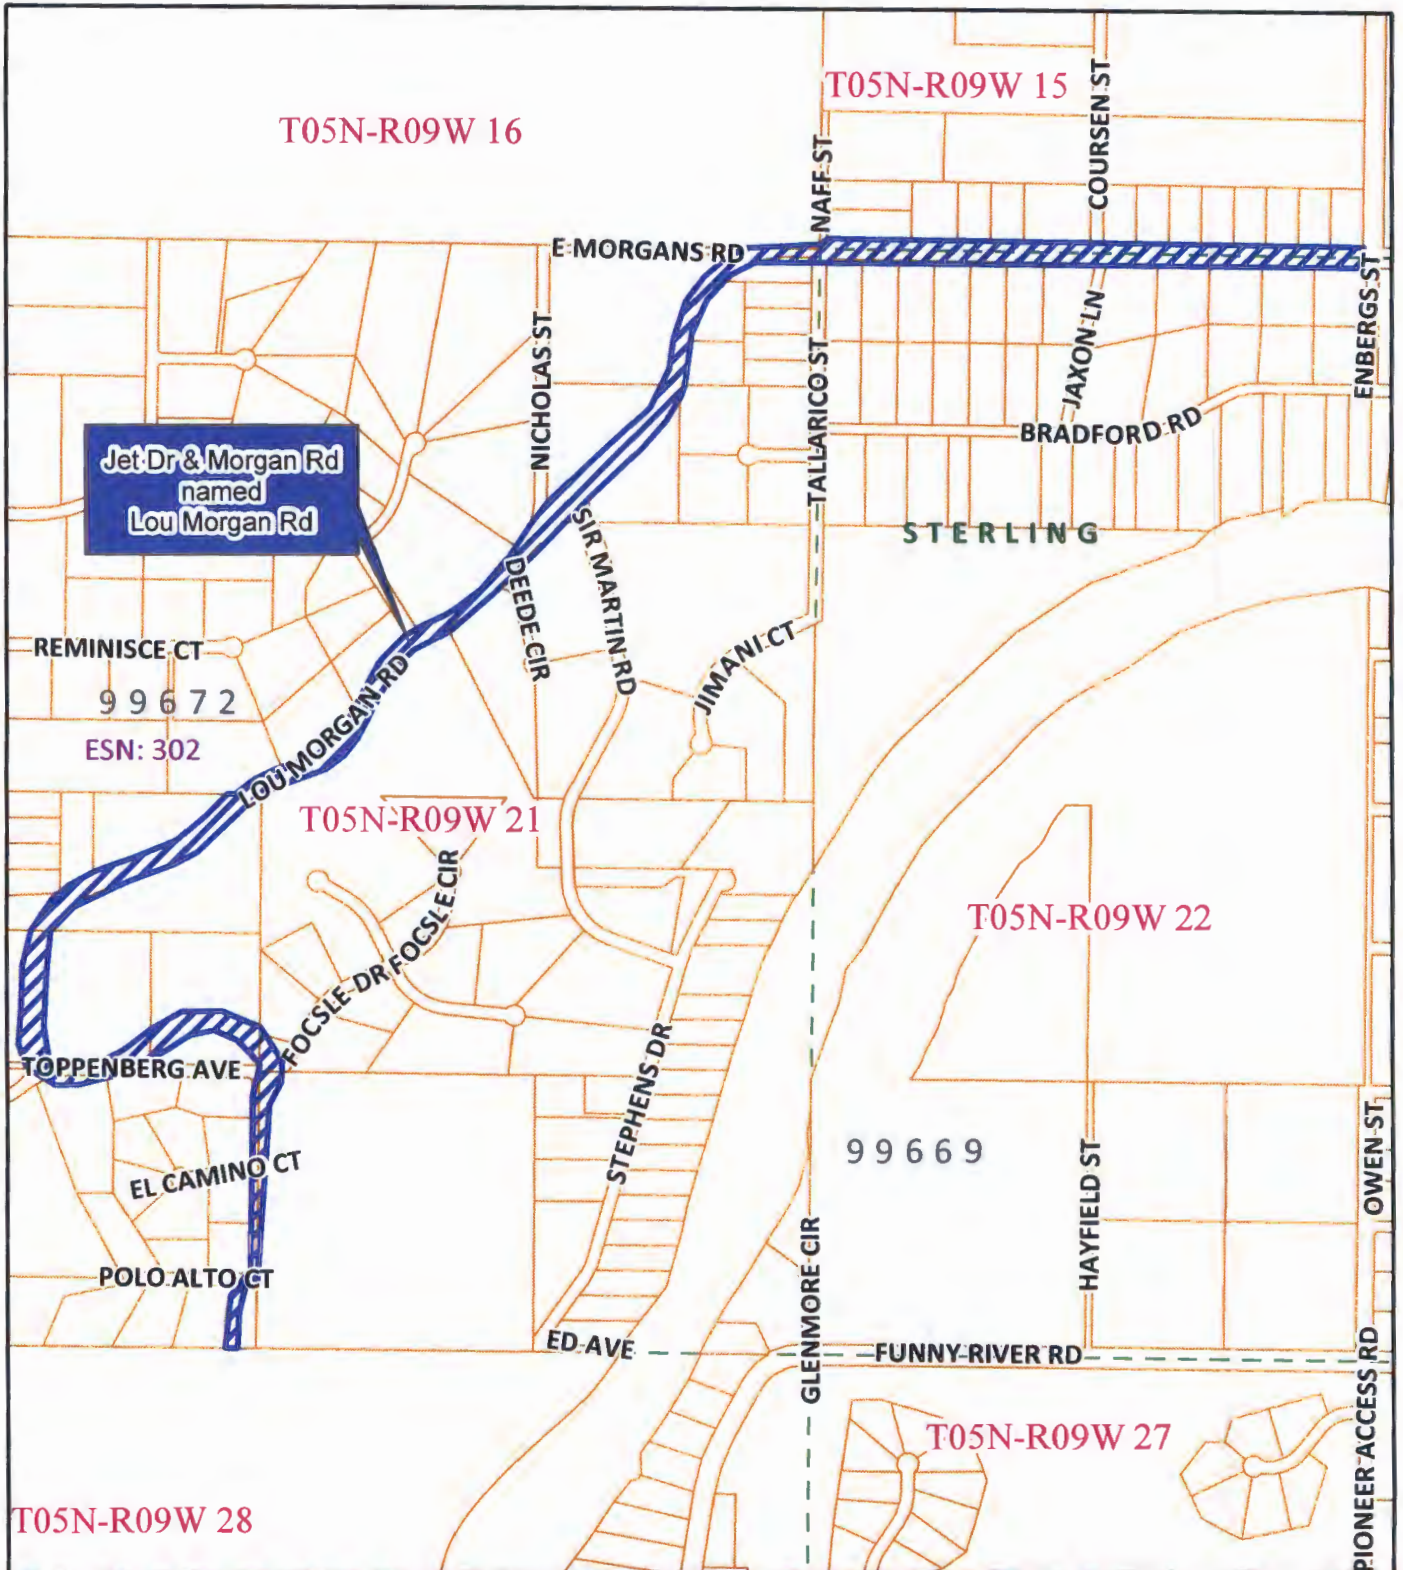 T05N-R09W 15
T05N-R09W 16
COURSEN ST
NAFF ST
E MORGANS RD
ENBERGS ST
NICHOLAS ST
TALLARICO ST
JAXON LN
BRADFORD RD
Jet Dr & Morgan Rd
named
Lou Morgan Rd
STERLING
SIR MARTIN RD
DEEDE CIR
REMINISCE CT
JIMANI CT
99672
LOU MORGAN RD
ESN: 302
T05N-R09W 21
FOCSLE CIR
T05N-R09W 22
FOCSLE DR
TOPPENBERG AVE
STEPHENS DR
99669
OWEN ST
EL CAMINO CT
HAYFIELD ST
POLO ALTO CT
GLENMORE CIR
ED AVE
FUNNY RIVER RD
PIONEER ACCESS RD
T05N-R09W 27
T05N-R09W 28